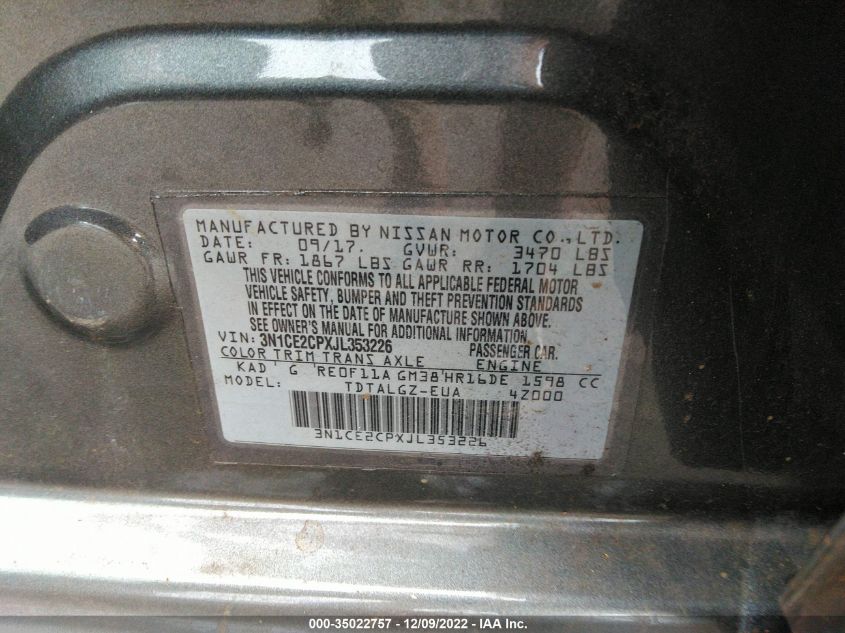 MANUFACTURED BY NISSAN MOTOR CO.,LTD.
DATE: 09/17. GVWR: 3470 LBS
GAWR FR: 1867 LBS GAWR RR: 1704 LBS
THIS VEHICLE CONFORMS TO ALL APPLICABLE FEDERAL MOTOR
VEHICLE SAFETY, BUMPER AND THEFT PREVENTION STANDARDS
IN EFFECT ON THE DATE OF MANUFACTURE SHOWN ABOVE.
SEE OWNER'S MANUAL FOR ADDITIONAL INFORMATION
VIN: 3N1CE2CPXJL353226 PASSENGER CAR.
COLOR TRIM TRANS AXLE ENGINE
KAD G RE0F11A GM38 HR16DE 1598 CC
MODEL: TDTALGZ-EUA 4Z000
3N1CE2CPXJL353226
000-35022757 - 12/09/2022 - IAA Inc.